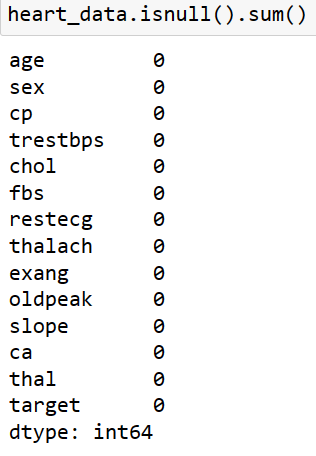 heart_data.isnull().sum()
age 0
sex 0
cp 0
trestbps 0
chol 0
fbs 0
restecg 0
thalach 0
exang 0
oldpeak 0
slope 0
ca 0
thal 0
target 0
dtype: int64